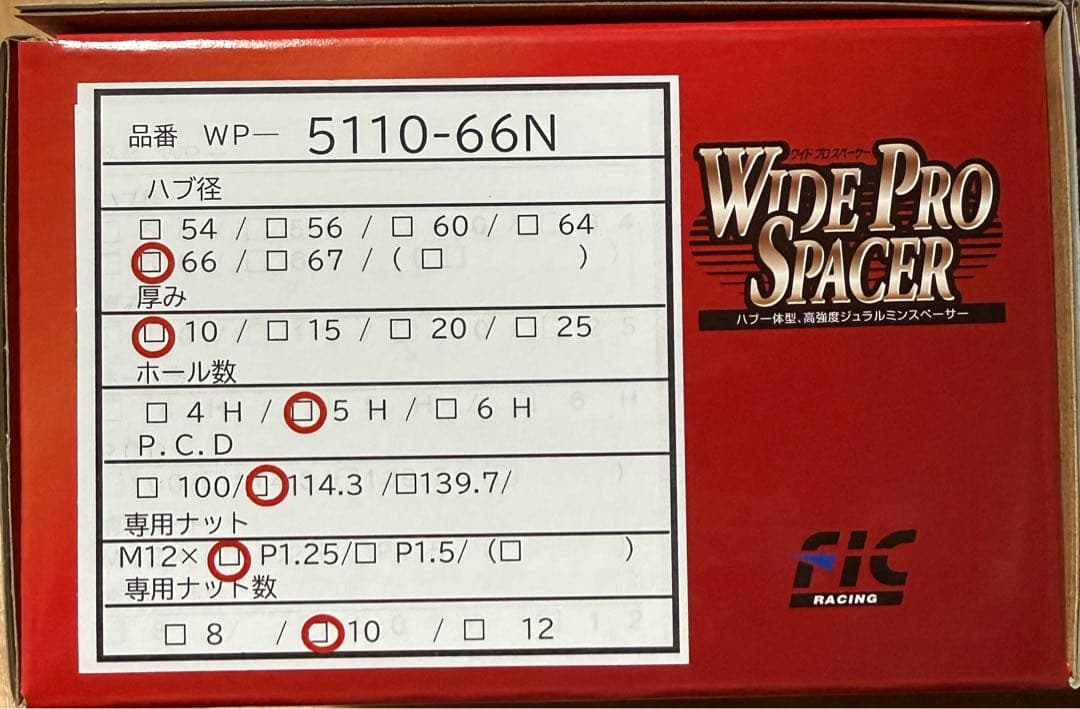 品番 WP― 5110-66N
ハブ径
□ 54 / □ 56 / □ 60 / □ 64
□ 66 / □ 67 / ( □ )
厚み
□ 10 / □ 15 / □ 20 / □ 25
ホール数
□ 4 H / □ 5 H / □ 6 H
P.C.D
□ 100/□ 114.3 /□139.7/
専用ナット
M12× □ P1.25/□ P1.5/ (□ )
専用ナット数
□ 8 / □ 10 / □ 12
ワイド プロ スペーサー
WIDE PRO
SPACER
ハブ一体型、高強度ジュラルミンスペーサー
FIC
RACING